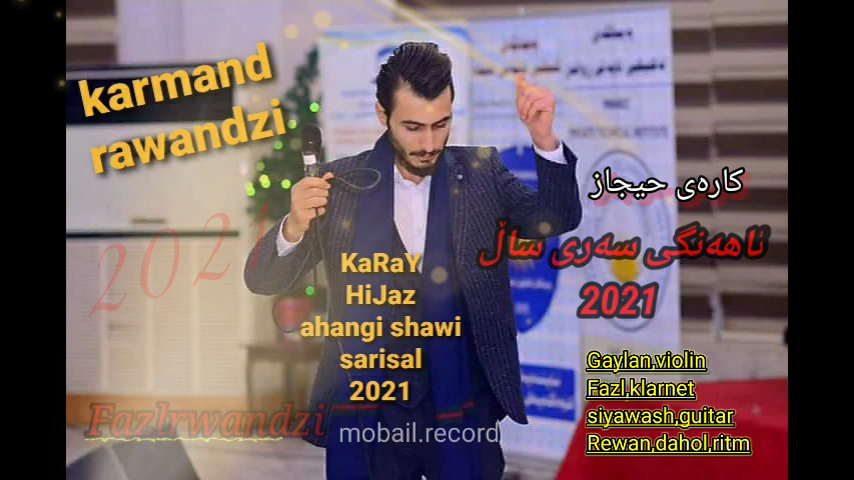 karmand
rawandzi
کارەی حیجاز
ئاهەنگی سەری ساڵ
2021
2021
KaRaY
HiJaz
ahangi shawi
sarisal
2021
Gaylan,violin
Fazl,klarnet
siyawash,guitar
Rewan,dahol,ritm
Fazlrwandzi
mobail.record